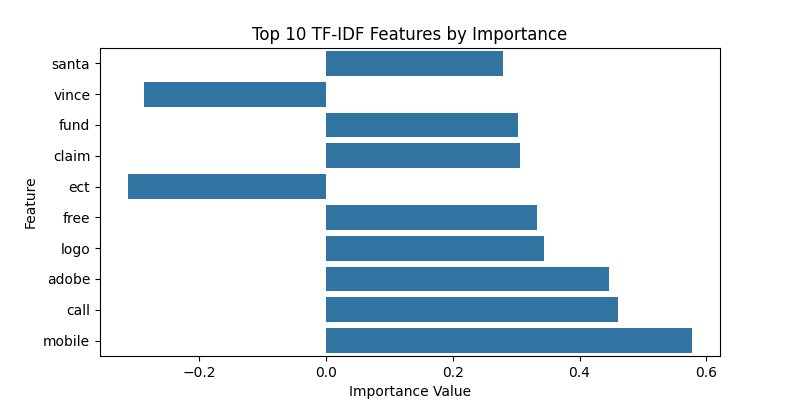 Top 10 TF-IDF Features by Importance
santa
vince
fund
claim
ect
free
logo
adobe
call
mobile
Feature
−0.2
0.0
0.2
0.4
0.6
Importance Value